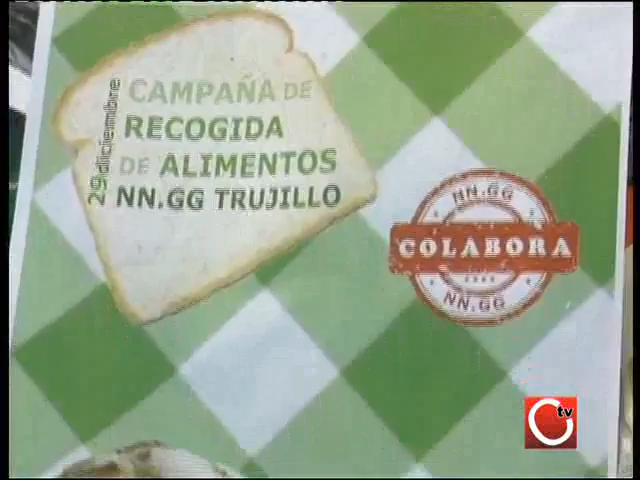 29 diciembre
CAMPAÑA DE
RECOGIDA
DE ALIMENTOS
NN.GG TRUJILLO
NN.GG
COLABORA
NN.GG
tv